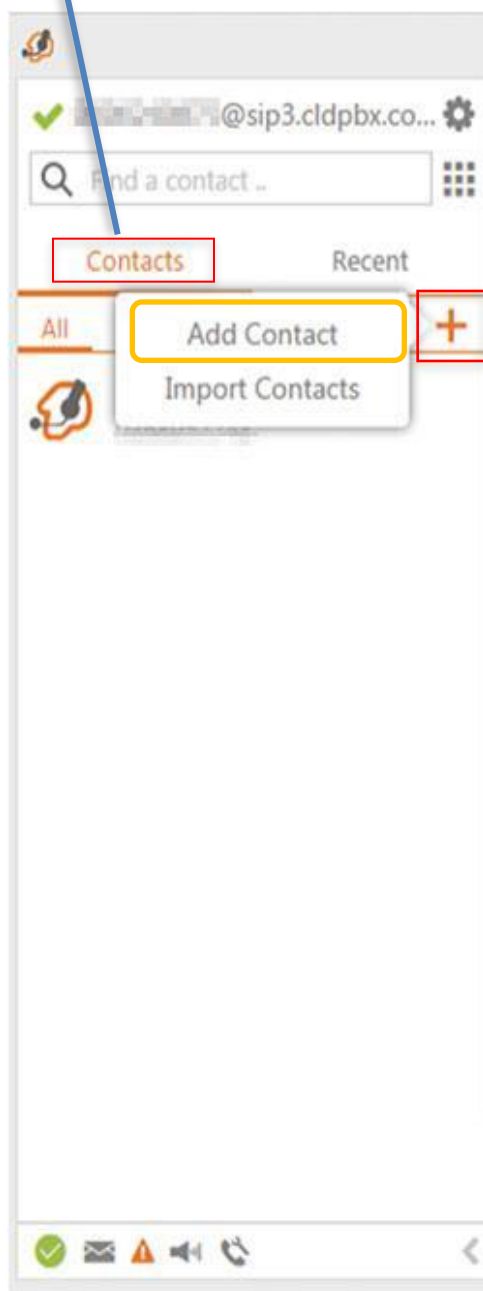 @sip3.cldpbx.co...
Find a contact ..
Contacts Recent
All
Add Contact
Import Contacts